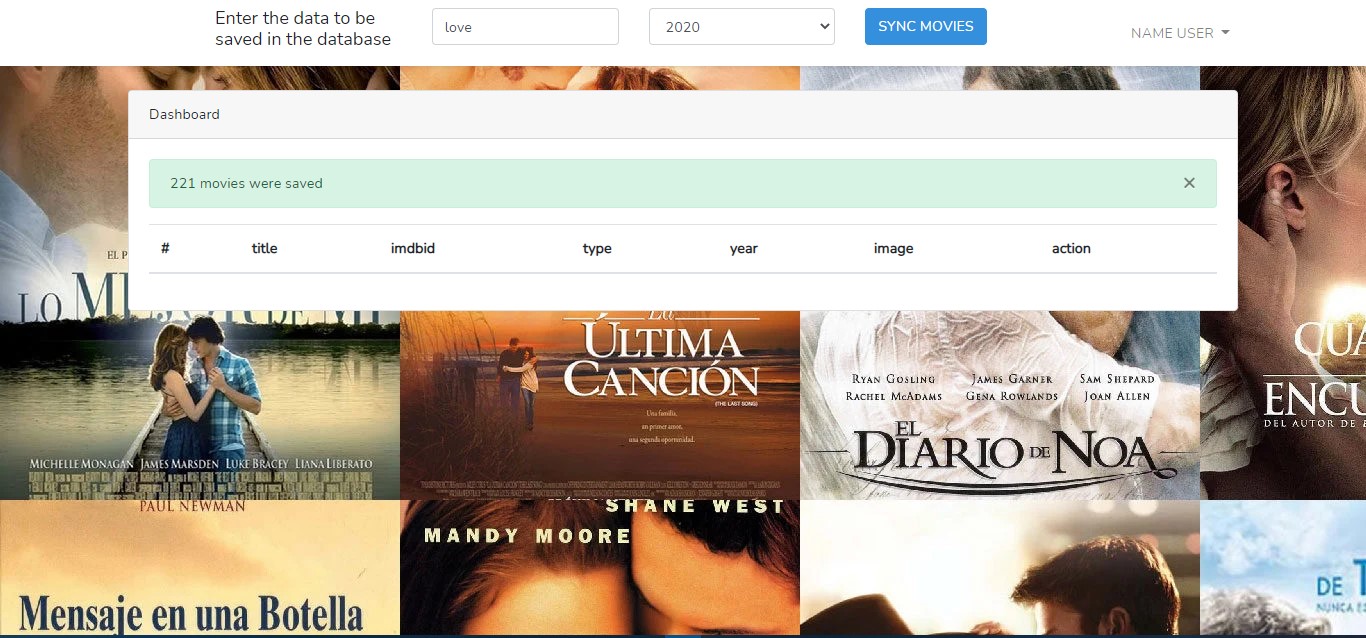 Enter the data to be
saved in the database
love
2020
SYNC MOVIES
NAME USER
Dashboard
221 movies were saved
×
# title imdbid type year image action
EL P
LO
ÚLTIMA
CANCIÓN
(THE LAST SONG)
Una familia,
un primer amor,
una segunda oportunidad.
RYAN GOSLING JAMES GARNER SAM SHEPARD
RACHEL MCADAMS GENA ROWLANDS JOAN ALLEN
EL
DIARIO DE NOA
CUA
ENCU
DEL AUTOR DE
MICHELLE MONAGAN JAMES MARSDEN LUKE BRACEY LIANA LIBERATO
PAUL NEWMAN
Mensaje en una Botella
SHANE WEST
MANDY MOORE
DE T
NUNCA ES